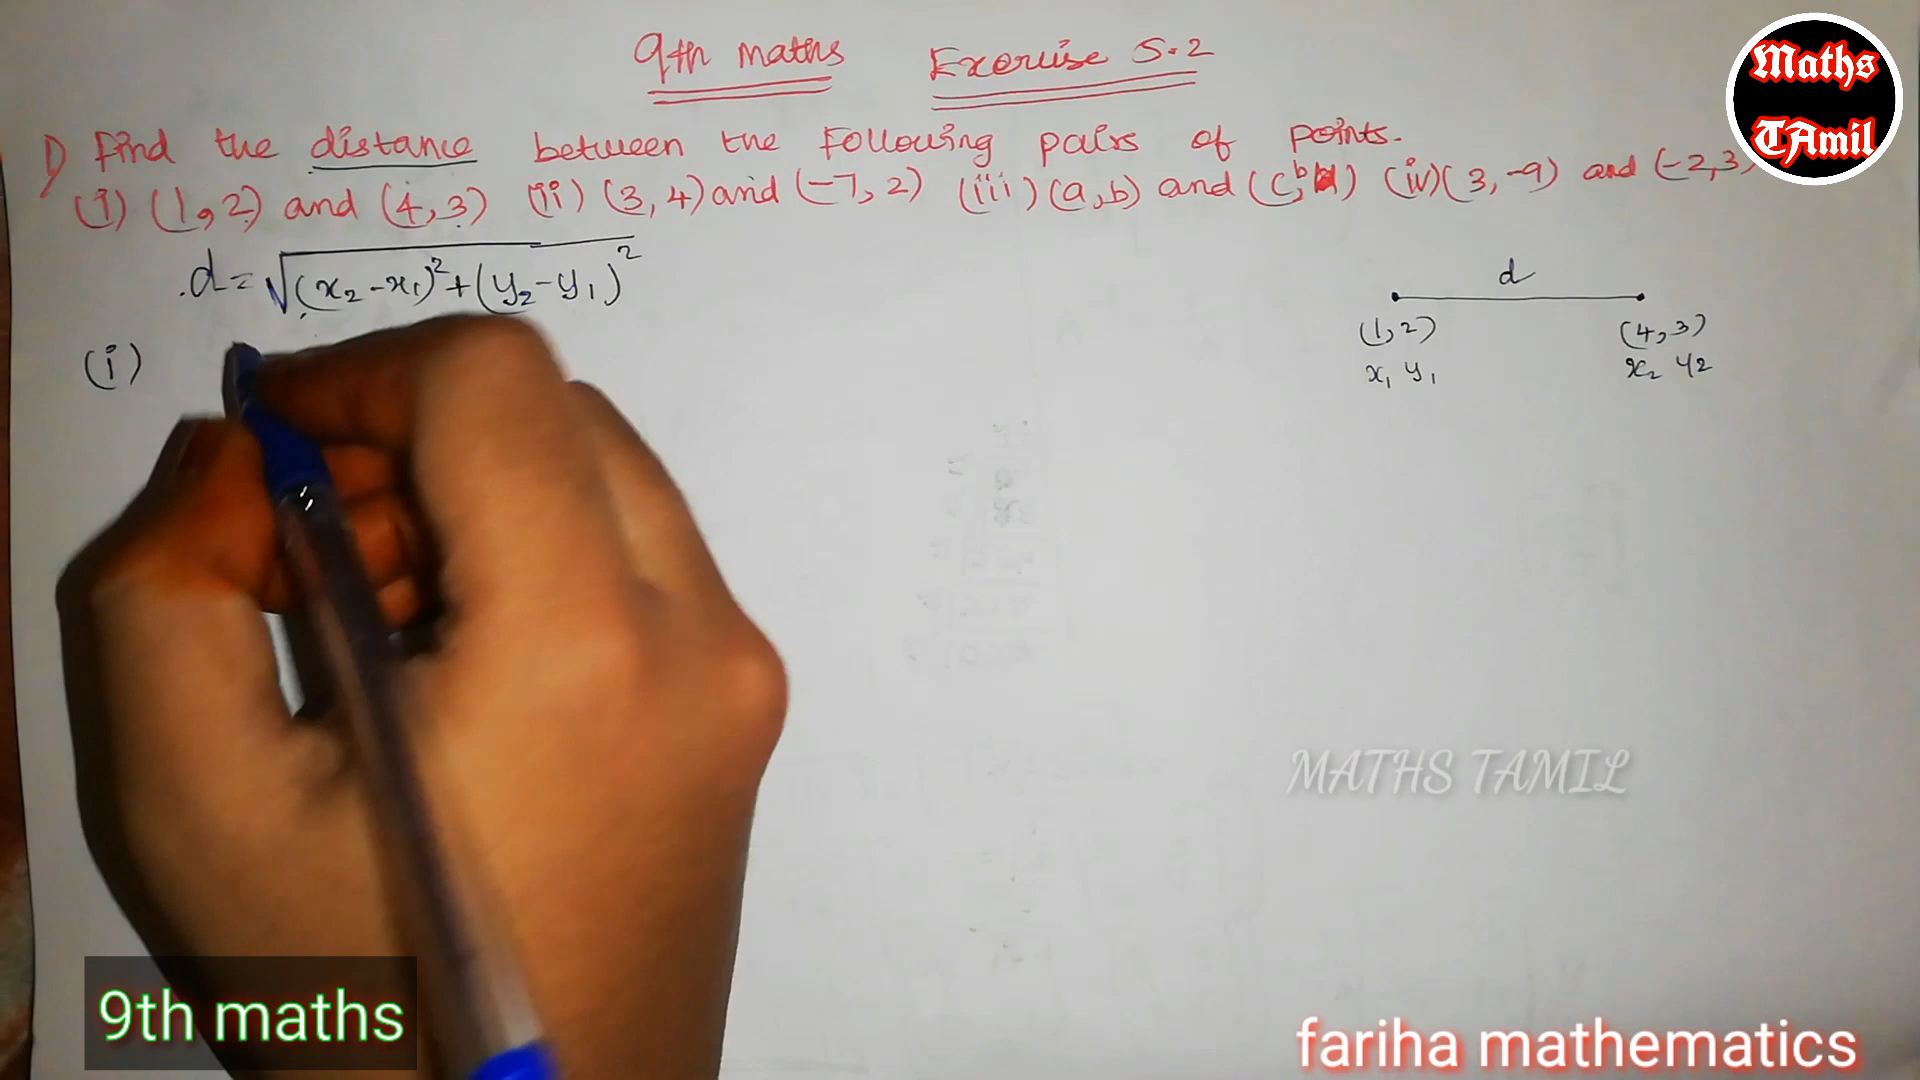 9th maths Exercise 5.2
Maths
TAmil
1) Find the distance between the following pairs of points.
(i) (1,2) and (4,3) (ii) (3,4) and (-7,2) (iii) (a,b) and (c,b) (iv) (3,-9) and (-2,3)
d=√(x₂-x₁)²+(y₂-y₁)²
d
(i)
(1,2) (4,3)
x₁ y₁ x₂ y₂
MATHS TAMIL
9th maths
fariha mathematics